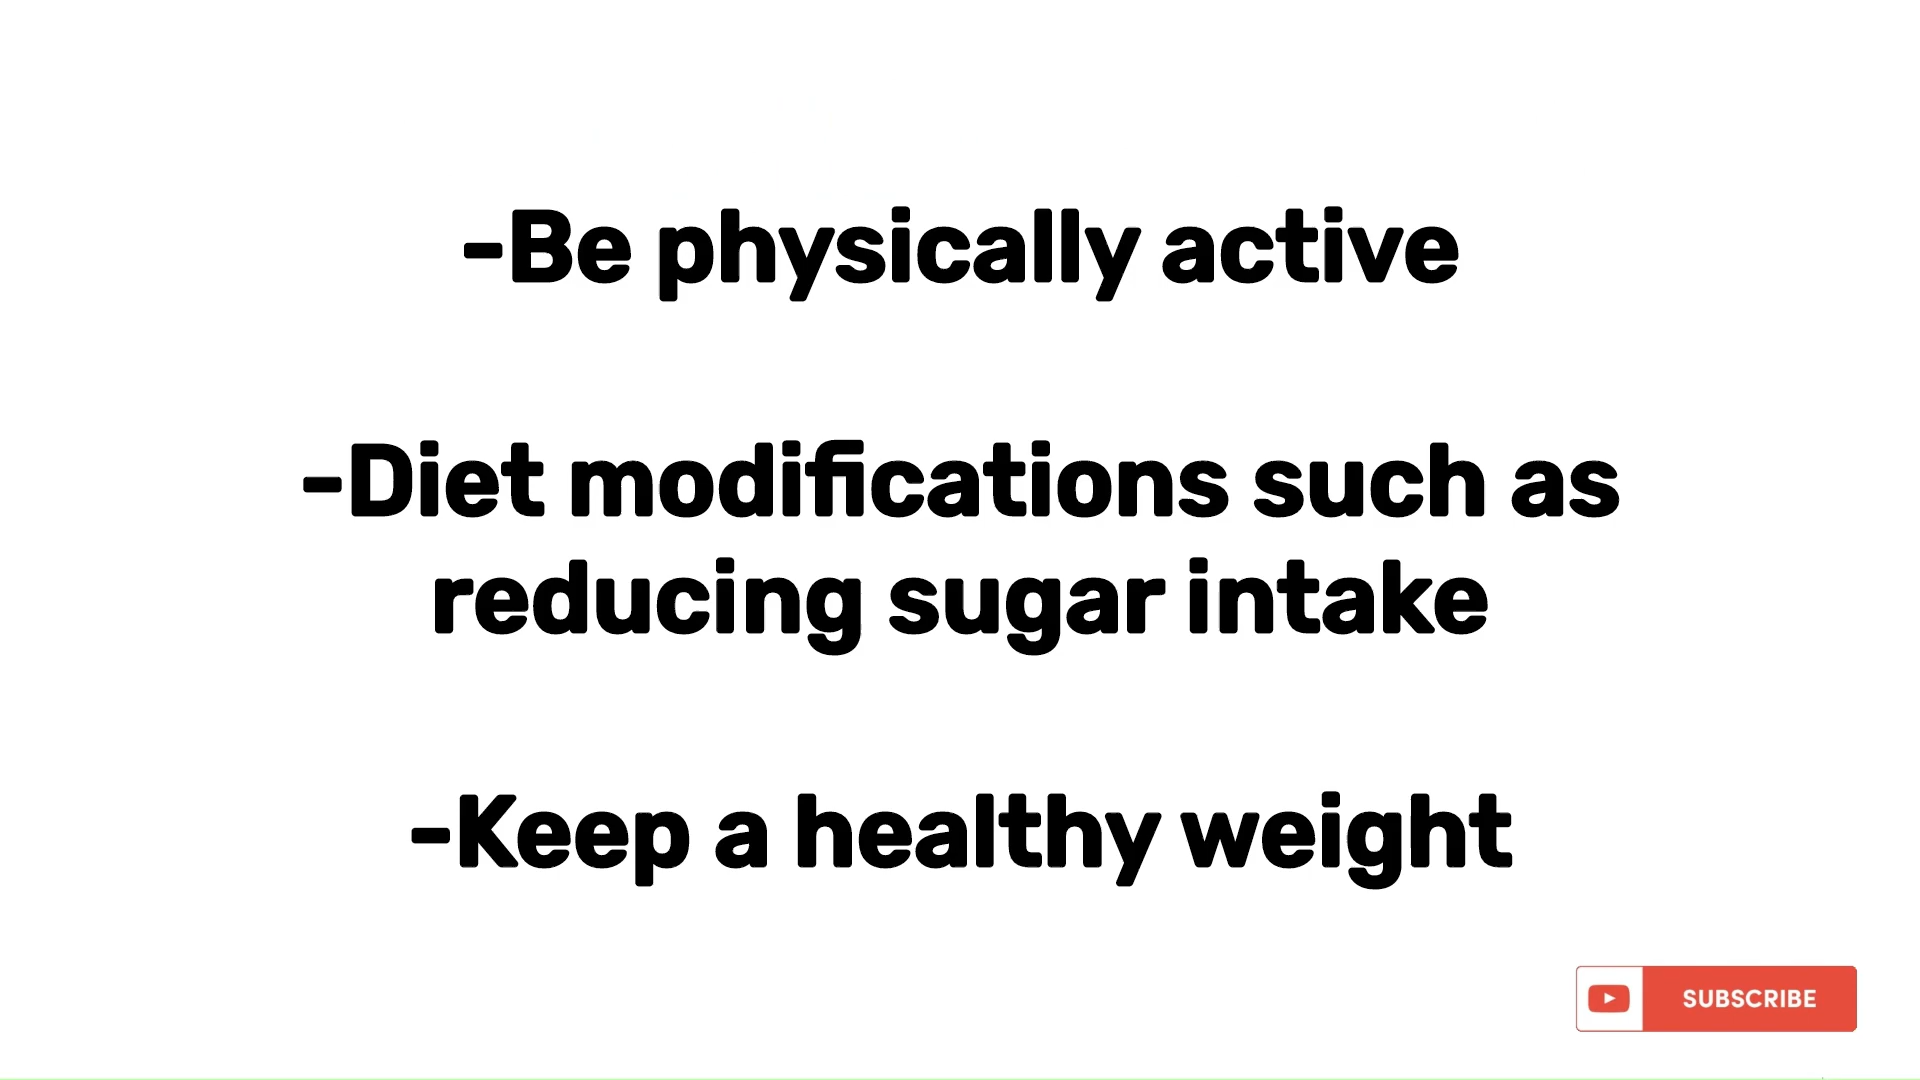 -Be physically active
-Diet modifications such as
reducing sugar intake
-Keep a healthy weight
SUBSCRIBE